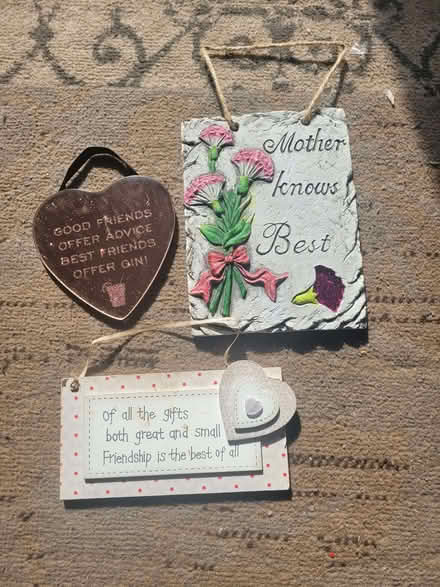 Mother
knows
Best
GOOD FRIENDS
OFFER ADVICE
BEST FRIENDS
OFFER GIN!
Of all the gifts
both great and small
Friendship is the best of all